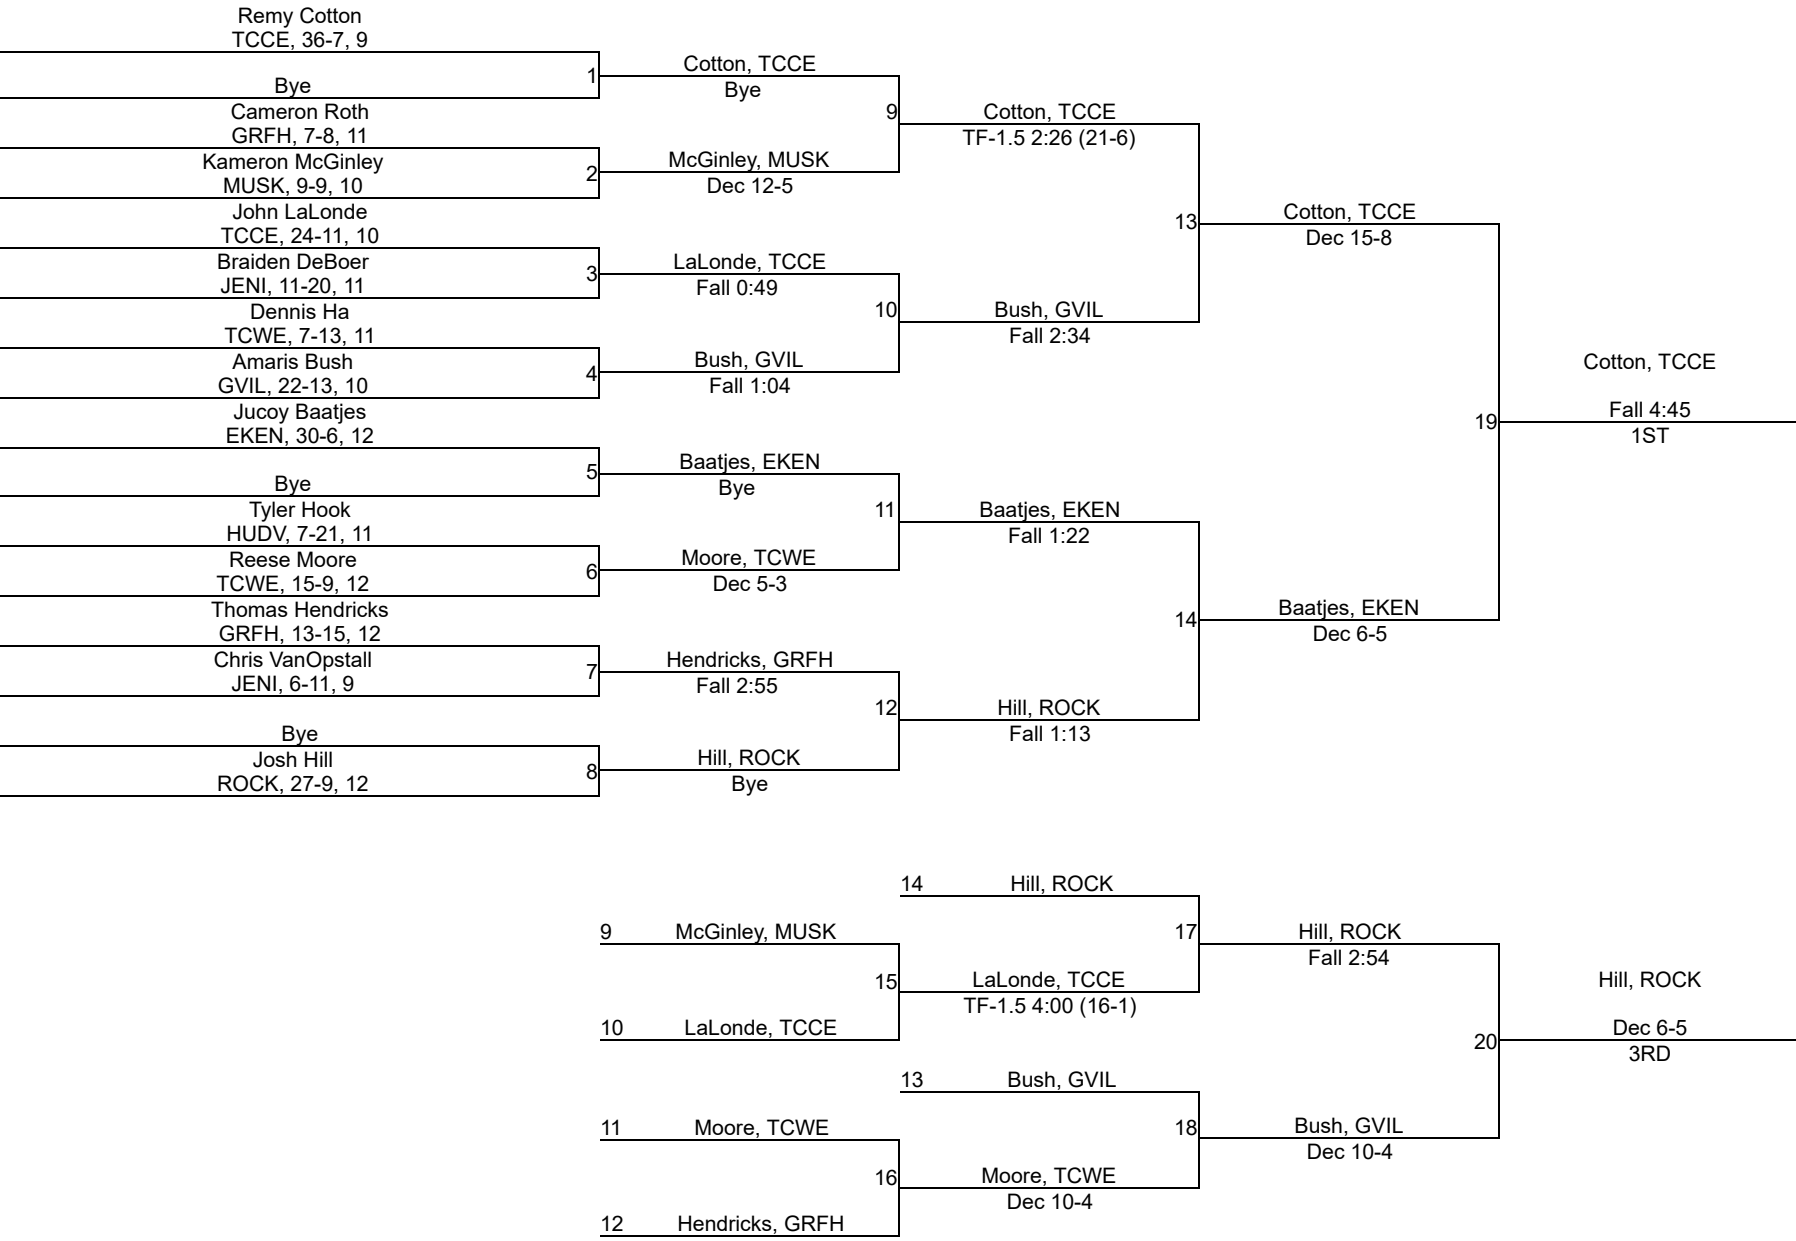 Remy Cotton
TCCE, 36-7, 9
Bye
1
Cameron Roth
GRFH, 7-8, 11
Kameron McGinley
MUSK, 9-9, 10
2
John LaLonde
TCCE, 24-11, 10
Braiden DeBoer
JENI, 11-20, 11
3
Dennis Ha
TCWE, 7-13, 11
Amaris Bush
GVIL, 22-13, 10
4
Jucoy Baatjes
EKEN, 30-6, 12
Bye
5
Tyler Hook
HUDV, 7-21, 11
Reese Moore
TCWE, 15-9, 12
6
Thomas Hendricks
GRFH, 13-15, 12
Chris VanOpstall
JENI, 6-11, 9
7
Bye
Josh Hill
ROCK, 27-9, 12
8
Cotton, TCCE
Bye
9
McGinley, MUSK
Dec 12-5
LaLonde, TCCE
Fall 0:49
10
Bush, GVIL
Fall 1:04
Baatjes, EKEN
Bye
11
Moore, TCWE
Dec 5-3
Hendricks, GRFH
Fall 2:55
12
Hill, ROCK
Bye
Cotton, TCCE
TF-1.5 2:26 (21-6)
13
Bush, GVIL
Fall 2:34
Baatjes, EKEN
Fall 1:22
14
Hill, ROCK
Fall 1:13
Cotton, TCCE
Dec 15-8
19
Baatjes, EKEN
Dec 6-5
Cotton, TCCE
Fall 4:45
1ST
14 Hill, ROCK
9 McGinley, MUSK
17
15
LaLonde, TCCE
TF-1.5 4:00 (16-1)
10 LaLonde, TCCE
13 Bush, GVIL
11 Moore, TCWE
18
16
Moore, TCWE
Dec 10-4
12 Hendricks, GRFH
Hill, ROCK
Fall 2:54
20
Bush, GVIL
Dec 10-4
Hill, ROCK
Dec 6-5
3RD